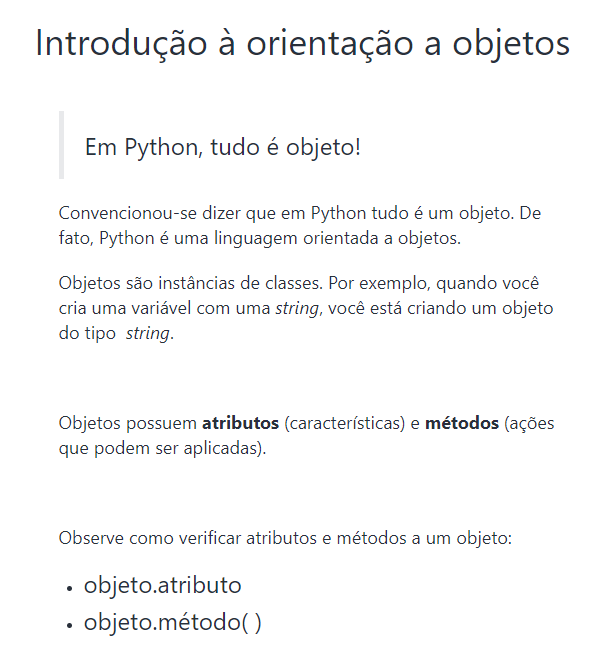 Introdução à orientação a objetos
Em Python, tudo é objeto!
Convencionou-se dizer que em Python tudo é um objeto. De
fato, Python é uma linguagem orientada a objetos.
Objetos são instâncias de classes. Por exemplo, quando você
cria uma variável com uma string, você está criando um objeto
do tipo string.
Objetos possuem atributos (características) e métodos (ações
que podem ser aplicadas).
Observe como verificar atributos e métodos a um objeto:
• objeto.atributo
• objeto.método( )